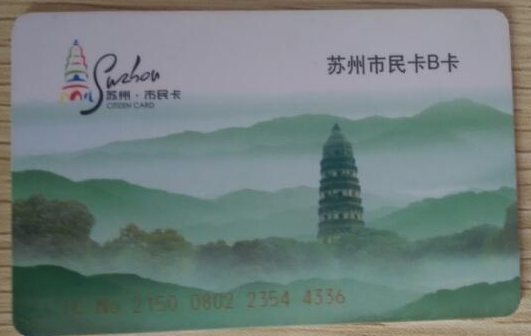 Suzhou
苏州·市民卡
CITIZEN CARD
苏州市民卡B卡
No 2150 0802 2354 4336